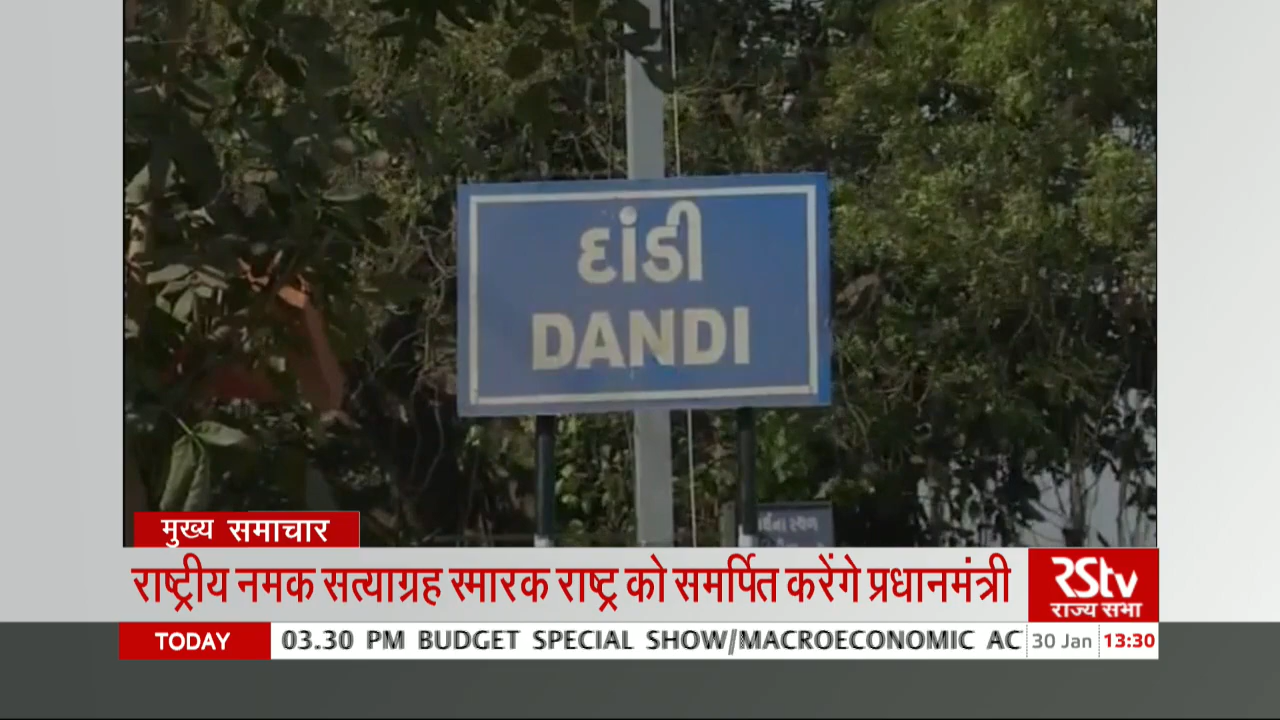 દાંડી
DANDI
મુખ્ય समाचार
राष्ट्रीय नमक सत्याग्रह स्मारक राष्ट्र को समर्पित करेंगे प्रधानमंत्री
RStv
राज्य सभा
TODAY
03.30 PM BUDGET SPECIAL SHOW/MACROECONOMIC AC
30 Jan
13:30